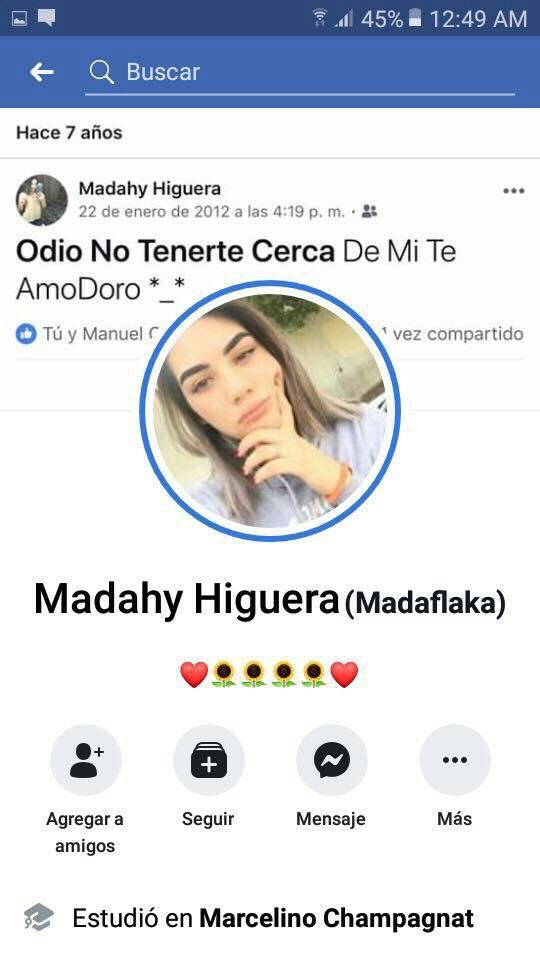 45% 12:49 AM
Buscar
Hace 7 años
Madahy Higuera
22 de enero de 2012 a las 4:19 p. m. ·
Odio No Tenerte Cerca De Mi Te
AmoDoro *_*
Tú y Manuel vez compartido
Madahy Higuera (Madaflaka)
❤️🌻🌻🌻🌻❤️
Agregar a
amigos
Seguir
Mensaje
Más
Estudió en Marcelino Champagnat